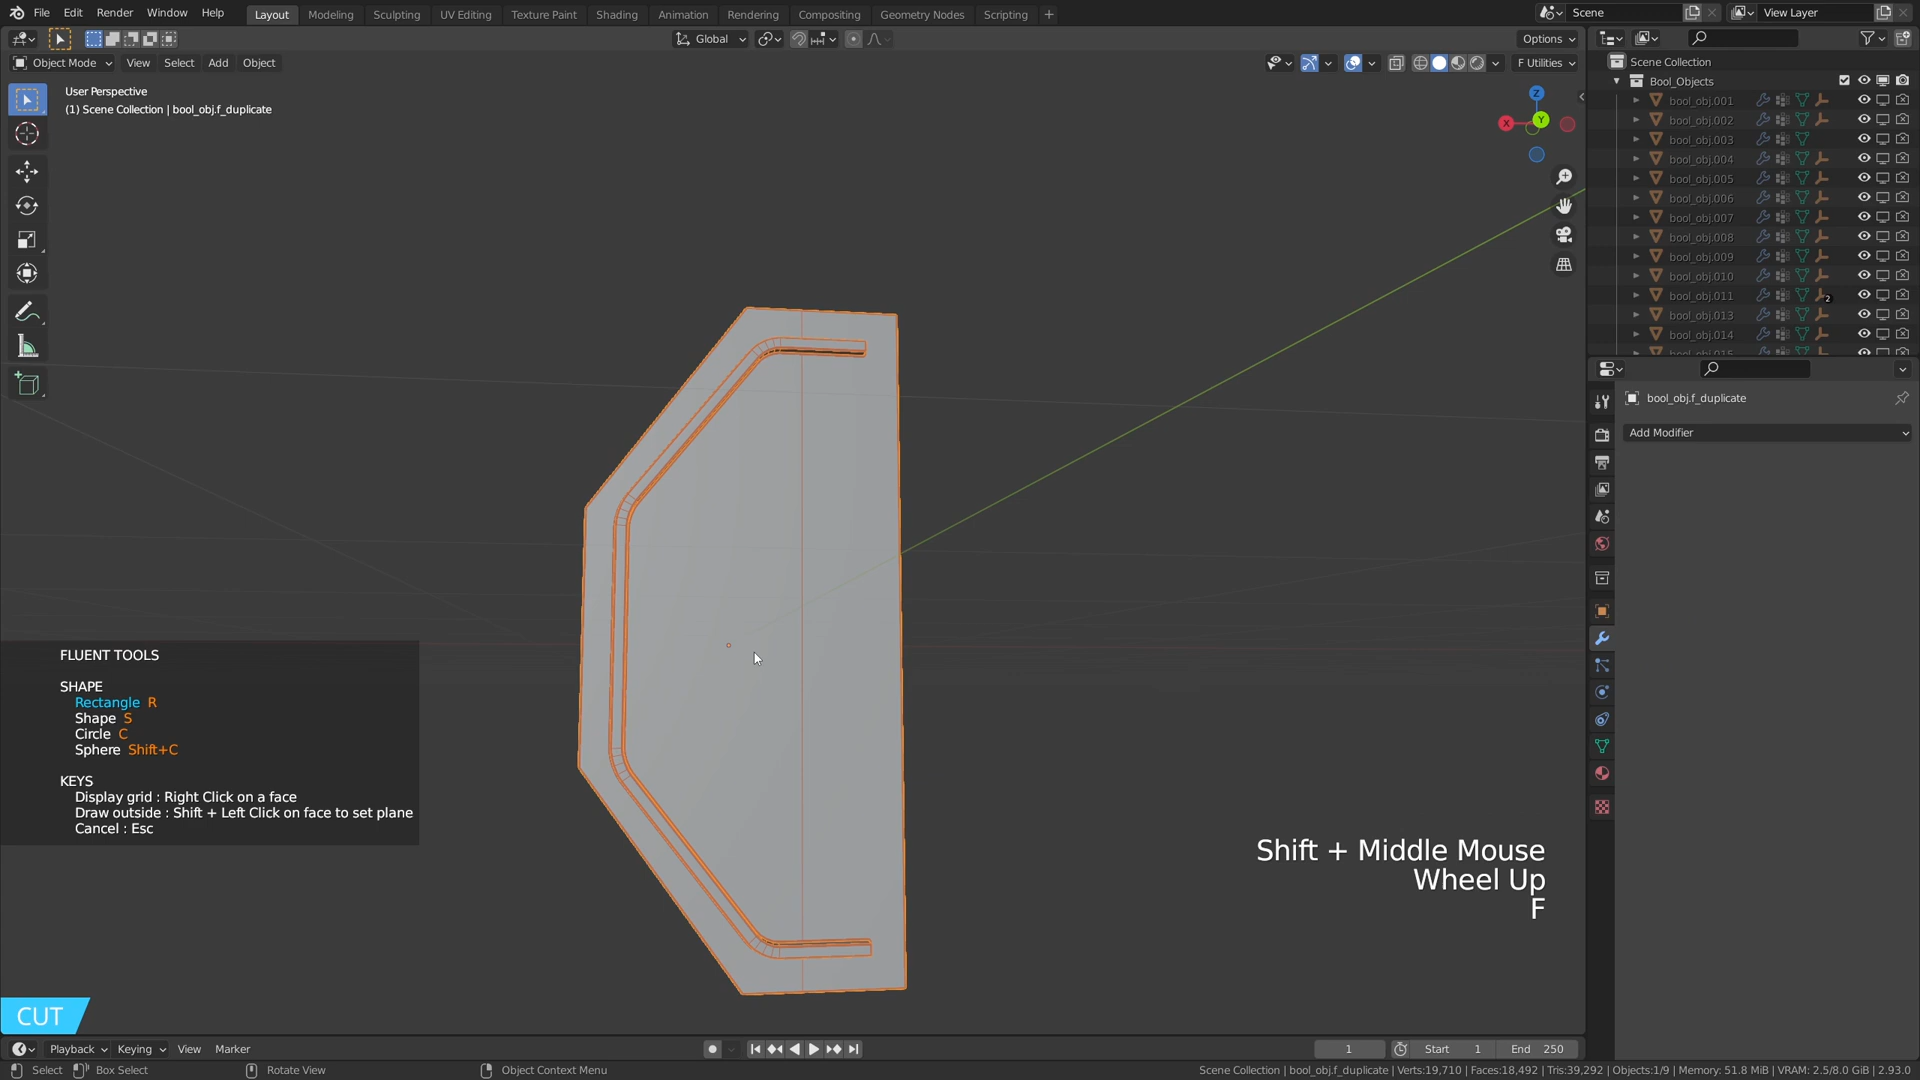 File Edit Render Window Help Layout Modeling Sculpting UV Editing Texture Paint Shading Animation Rendering Compositing Geometry Nodes Scripting + Scene View Layer
Global Options
Object Mode View Select Add Object F Utilities
User Perspective
(1) Scene Collection | bool_obj.f_duplicate
Z
X Y
Scene Collection
Bool_Objects
bool_obj.001
bool_obj.002
bool_obj.003
bool_obj.004
bool_obj.005
bool_obj.006
bool_obj.007
bool_obj.008
bool_obj.009
bool_obj.010
bool_obj.011 2
bool_obj.013
bool_obj.014
bool_obj.015
bool_obj.f_duplicate
Add Modifier
FLUENT TOOLS
SHAPE
Rectangle R
Shape S
Circle C
Sphere Shift+C
KEYS
Display grid : Right Click on a face
Draw outside : Shift + Left Click on face to set plane
Cancel : Esc
Shift + Middle Mouse
Wheel Up
F
CUT
Playback Keying View Marker 1 Start 1 End 250
Select Box Select Rotate View Object Context Menu Scene Collection | bool_obj.f_duplicate | Verts:19,710 | Faces:18,492 | Tris:39,292 | Objects:1/9 | Memory: 51.8 MiB | VRAM: 2.5/8.0 GiB | 2.93.0